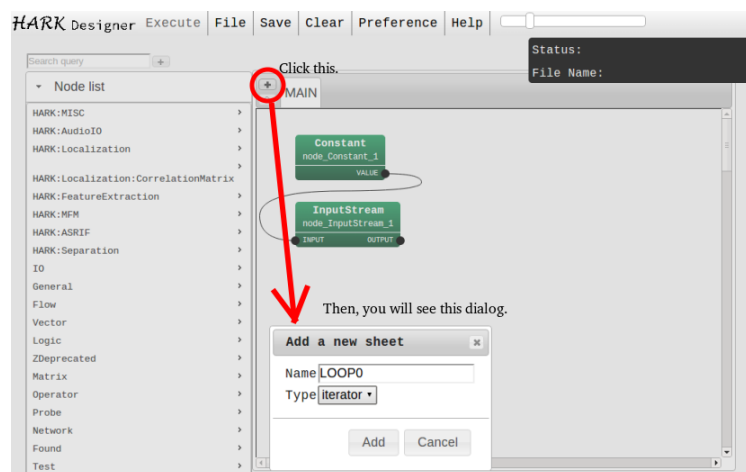 HARK Designer Execute File Save Clear Preference Help
Status:
File Name:
Search query +
Click this.
Node list
+ MAIN
HARK:MISC
HARK:AudioIO
HARK:Localization
HARK:Localization:CorrelationMatrix
HARK:FeatureExtraction
HARK:MFM
HARK:ASRIF
HARK:Separation
IO
General
Flow
Vector
Logic
ZDeprecated
Matrix
Operator
Probe
Network
Found
Test
Constant
node_Constant_1
VALUE
InputStream
node_InputStream_1
INPUT OUTPUT
Then, you will see this dialog.
Add a new sheet x
Name LOOP0
Type iterator
Add Cancel